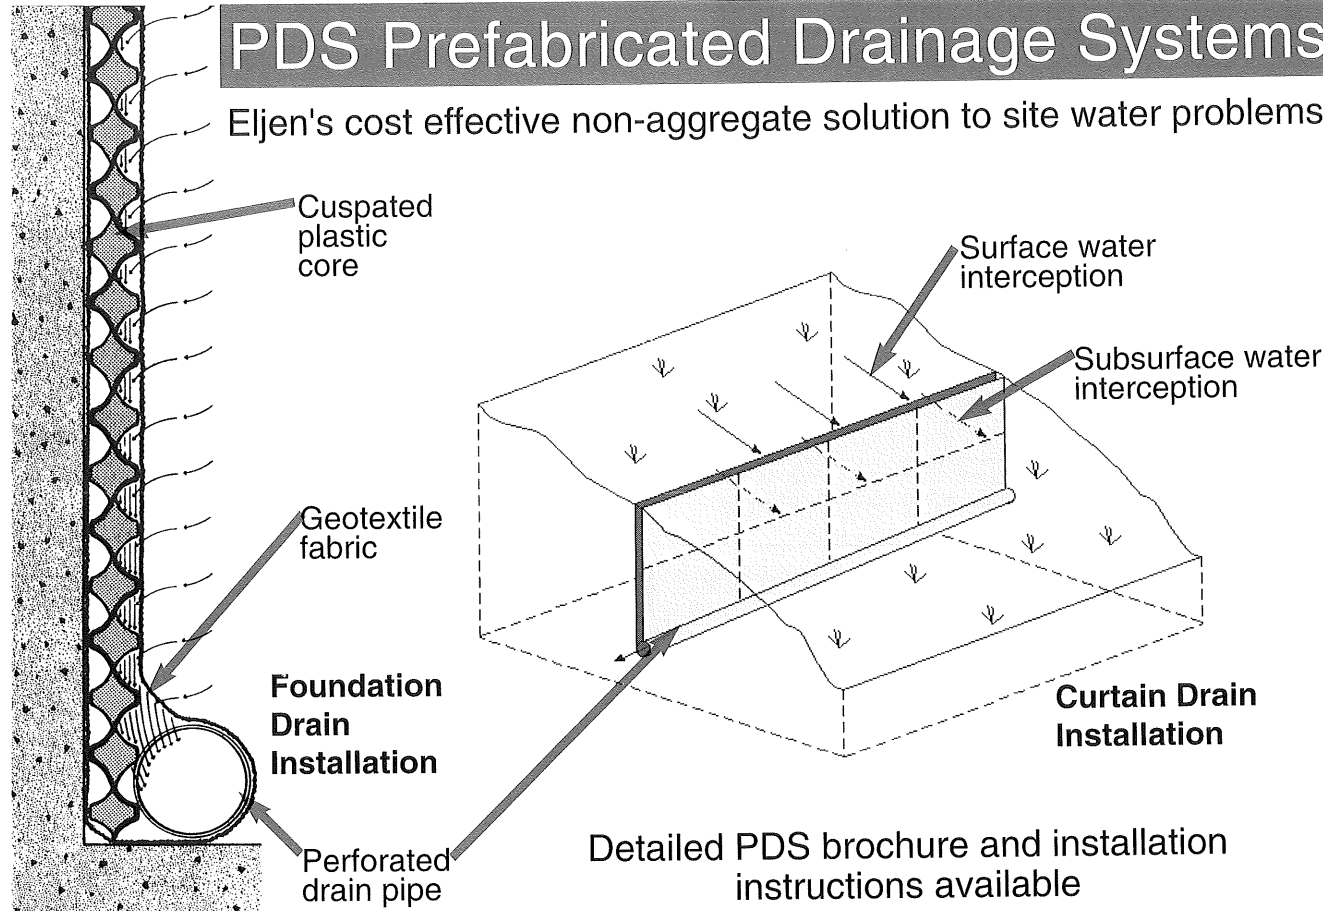 PDS Prefabricated Drainage Systems
Eljen's cost effective non-aggregate solution to site water problems
Cuspated
plastic
core
Surface water
interception
Subsurface water
interception
Geotextile
fabric
Foundation
Drain
Installation
Curtain Drain
Installation
Perforated
drain pipe
Detailed PDS brochure and installation
instructions available